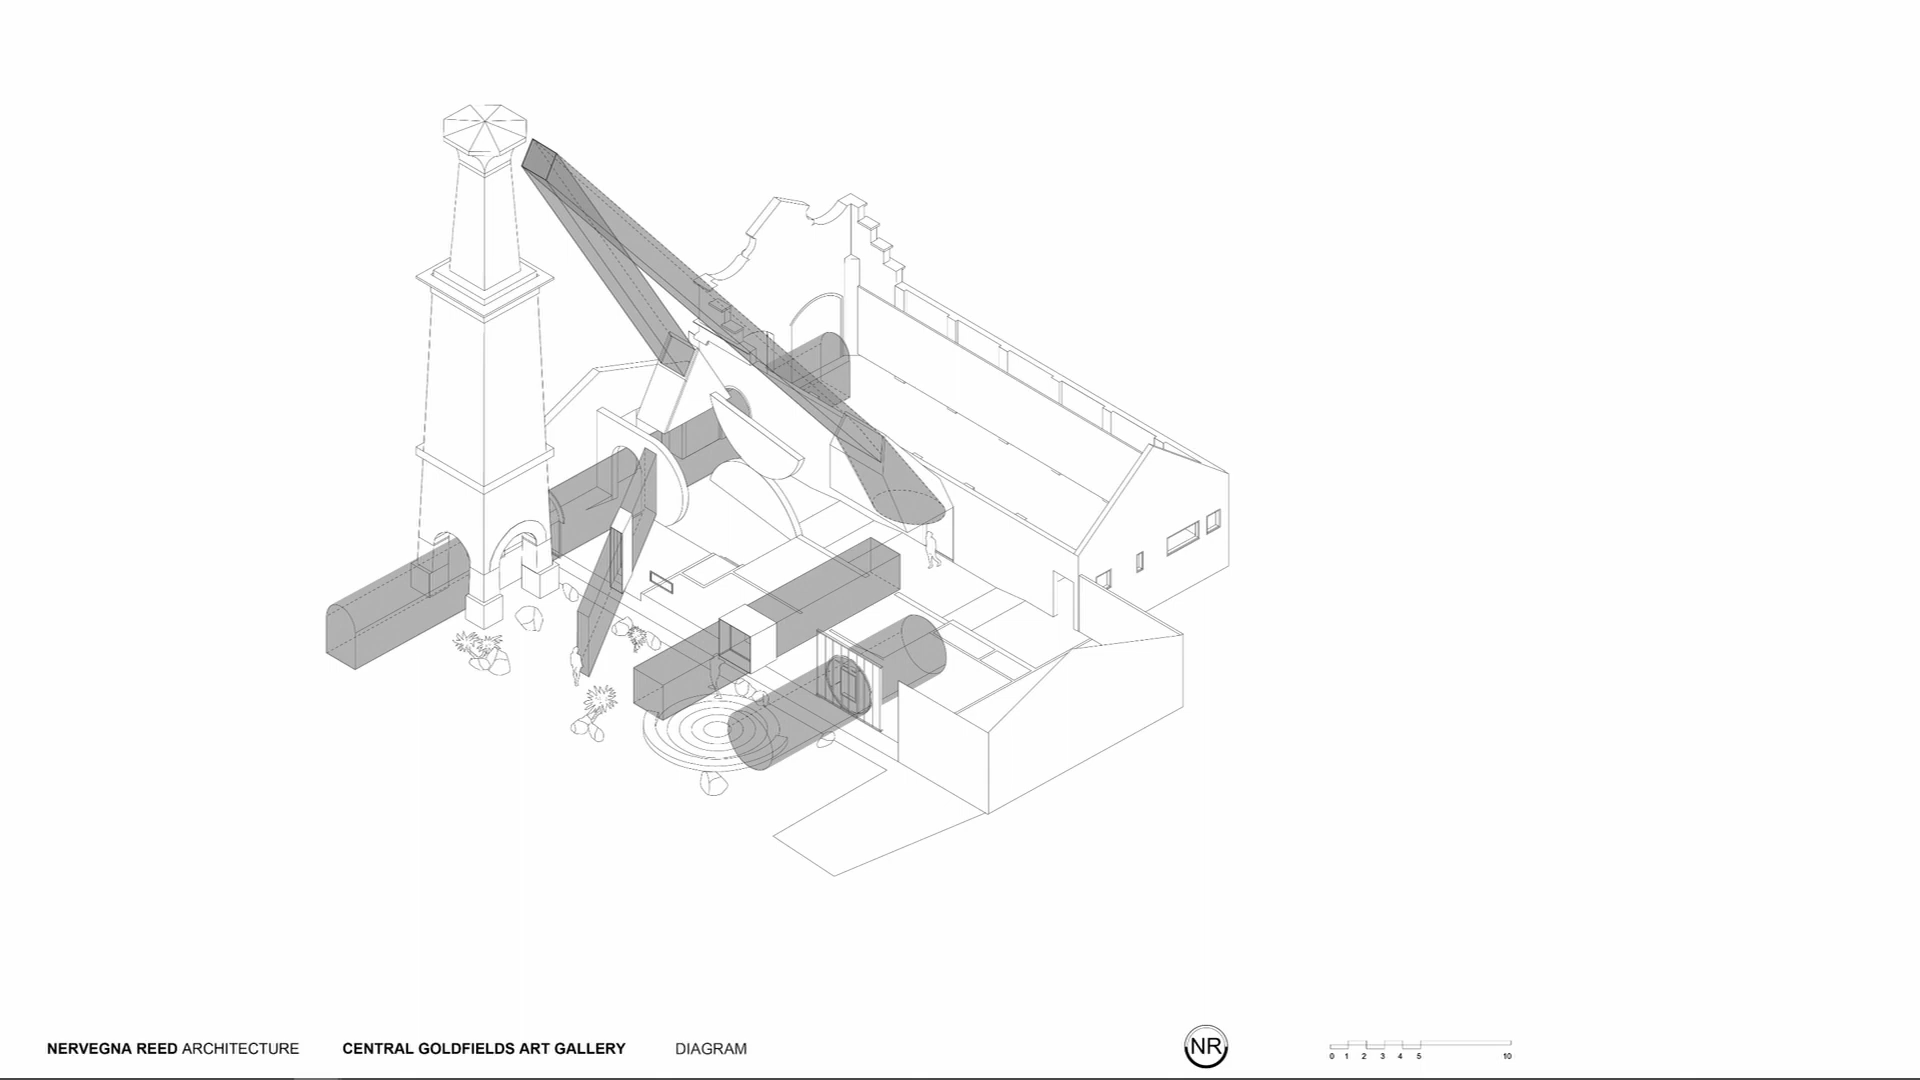 NERVEGNA REED ARCHITECTURE CENTRAL GOLDFIELDS ART GALLERY DIAGRAM NR
0 1 2 3 4 5 10